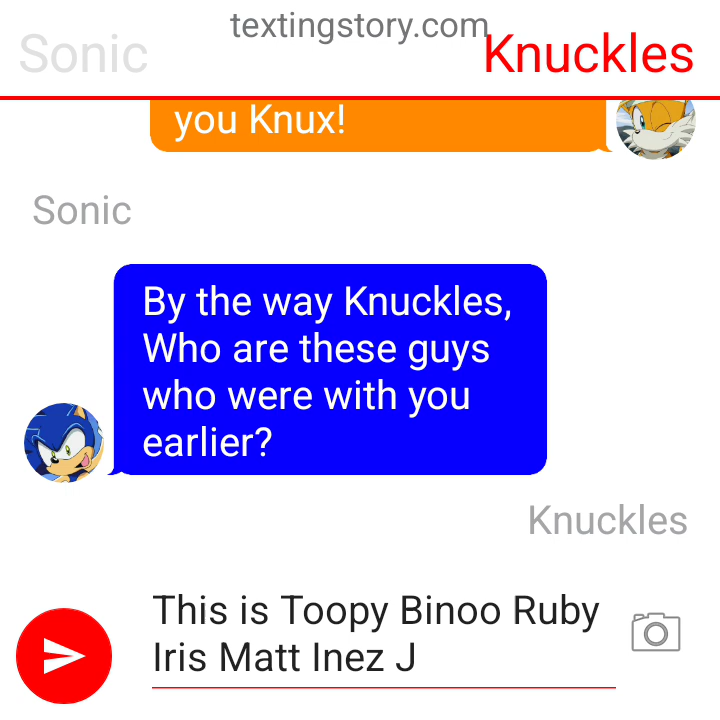 textingstory.com
Sonic
Knuckles
you Knux!
Sonic
By the way Knuckles,
Who are these guys
who were with you
earlier?
Knuckles
This is Toopy Binoo Ruby
Iris Matt Inez J